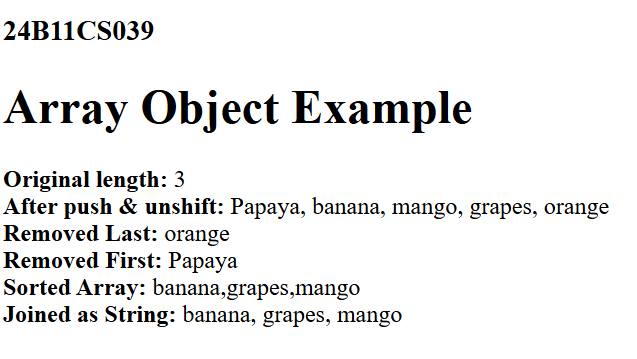 24B11CS039
Array Object Example
Original length: 3
After push & unshift: Papaya, banana, mango, grapes, orange
Removed Last: orange
Removed First: Papaya
Sorted Array: banana,grapes,mango
Joined as String: banana, grapes, mango